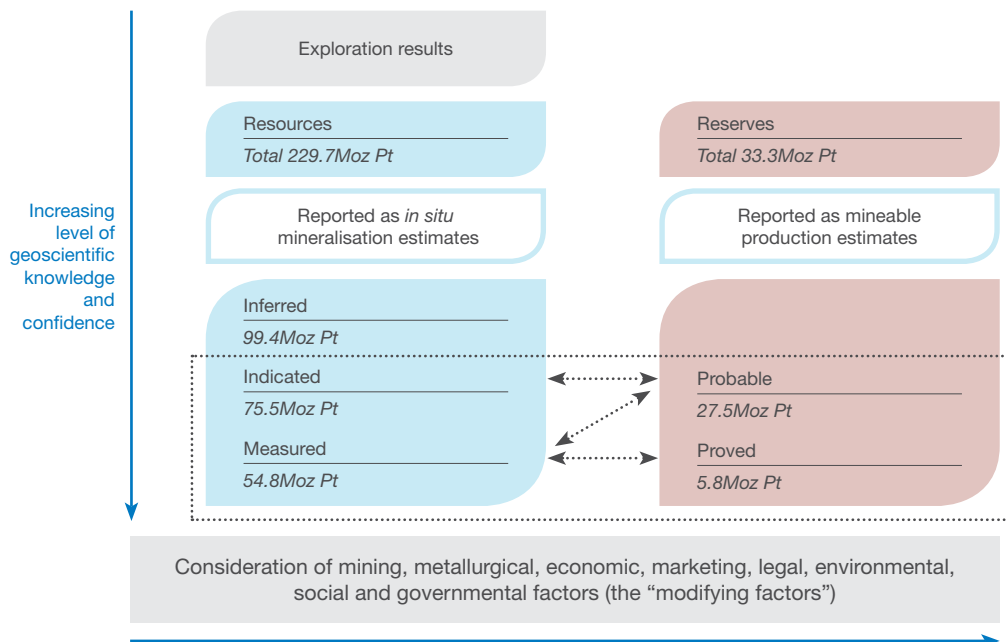 Exploration results
Resources
Total 229.7Moz Pt
Reserves
Total 33.3Moz Pt
Increasing
level of
geoscientific
knowledge
and
confidence
Reported as in situ
mineralisation estimates
Reported as mineable
production estimates
Inferred
99.4Moz Pt
Indicated
75.5Moz Pt
Measured
54.8Moz Pt
Probable
27.5Moz Pt
Proved
5.8Moz Pt
Consideration of mining, metallurgical, economic, marketing, legal, environmental,
social and governmental factors (the “modifying factors”)